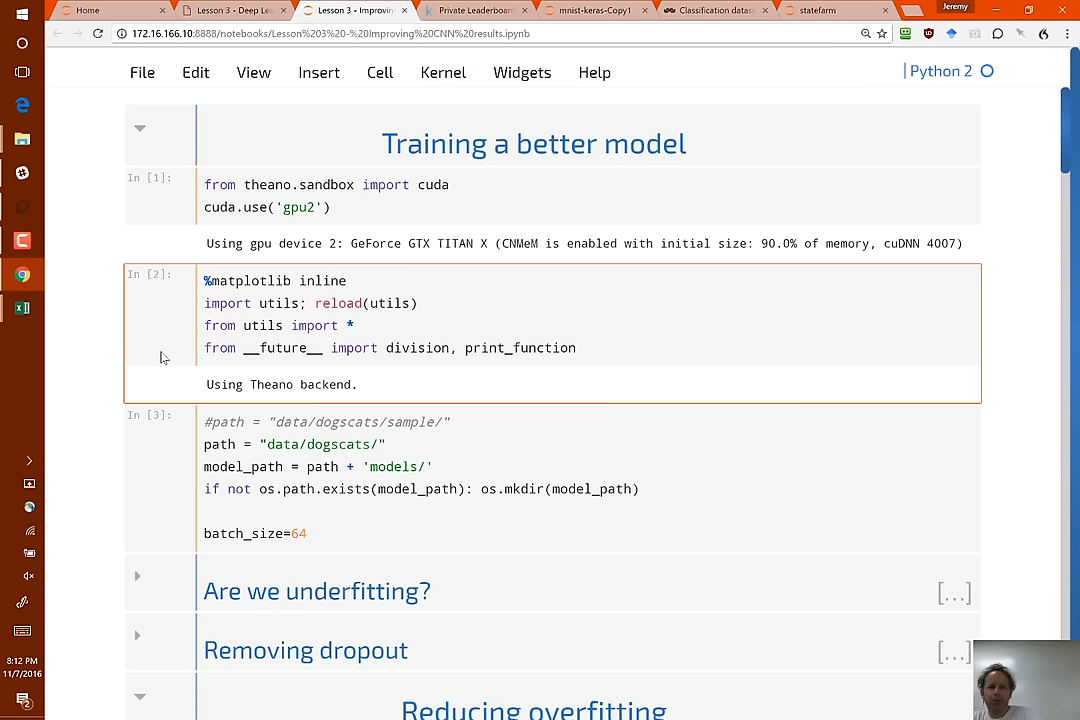 Home
Lesson 3 - Deep Le
Lesson 3 - Improvin
Private Leaderboard
mnist-keras-Copy1
Classification datas
statefarm
Jeremy
172.16.166.10:8888/notebooks/Lesson%203%20-%20Improving%20CNN%20results.ipynb
File Edit View Insert Cell Kernel Widgets Help
Python 2
Training a better model
In [1]:
from theano.sandbox import cuda
cuda.use('gpu2')
Using gpu device 2: GeForce GTX TITAN X (CNMeM is enabled with initial size: 90.0% of memory, cuDNN 4007)
In [2]:
%matplotlib inline
import utils; reload(utils)
from utils import *
from __future__ import division, print_function
Using Theano backend.
In [3]:
#path = "data/dogscats/sample/"
path = "data/dogscats/"
model_path = path + 'models/'
if not os.path.exists(model_path): os.mkdir(model_path)
batch_size=64
Are we underfitting?
[...]
Removing dropout
[...]
Reducing overfitting
8:12 PM
11/7/2016